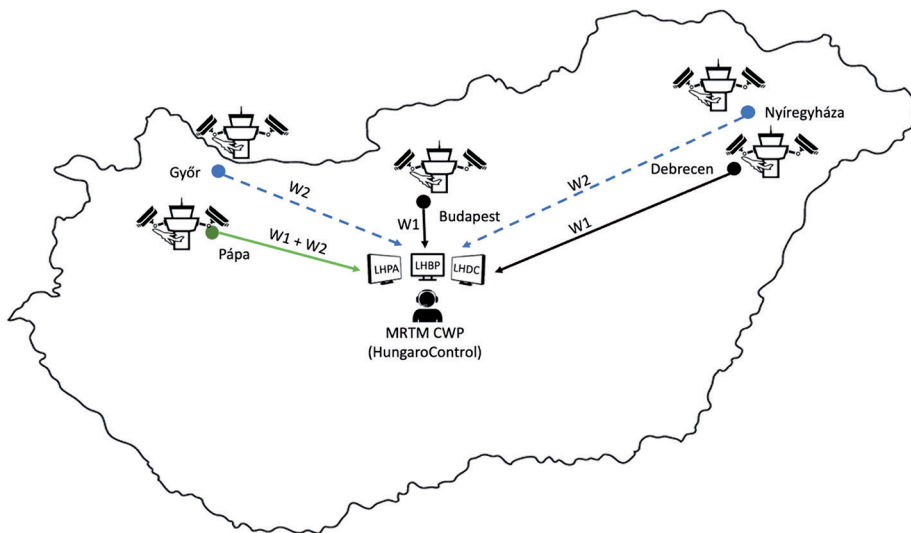 Nyíregyháza
Győr
W2
W2
Debrecen
Budapest
W1
W1
Pápa
W1 + W2
LHPA
LHBP
LHDC
MRTM CWP
(HungaroControl)